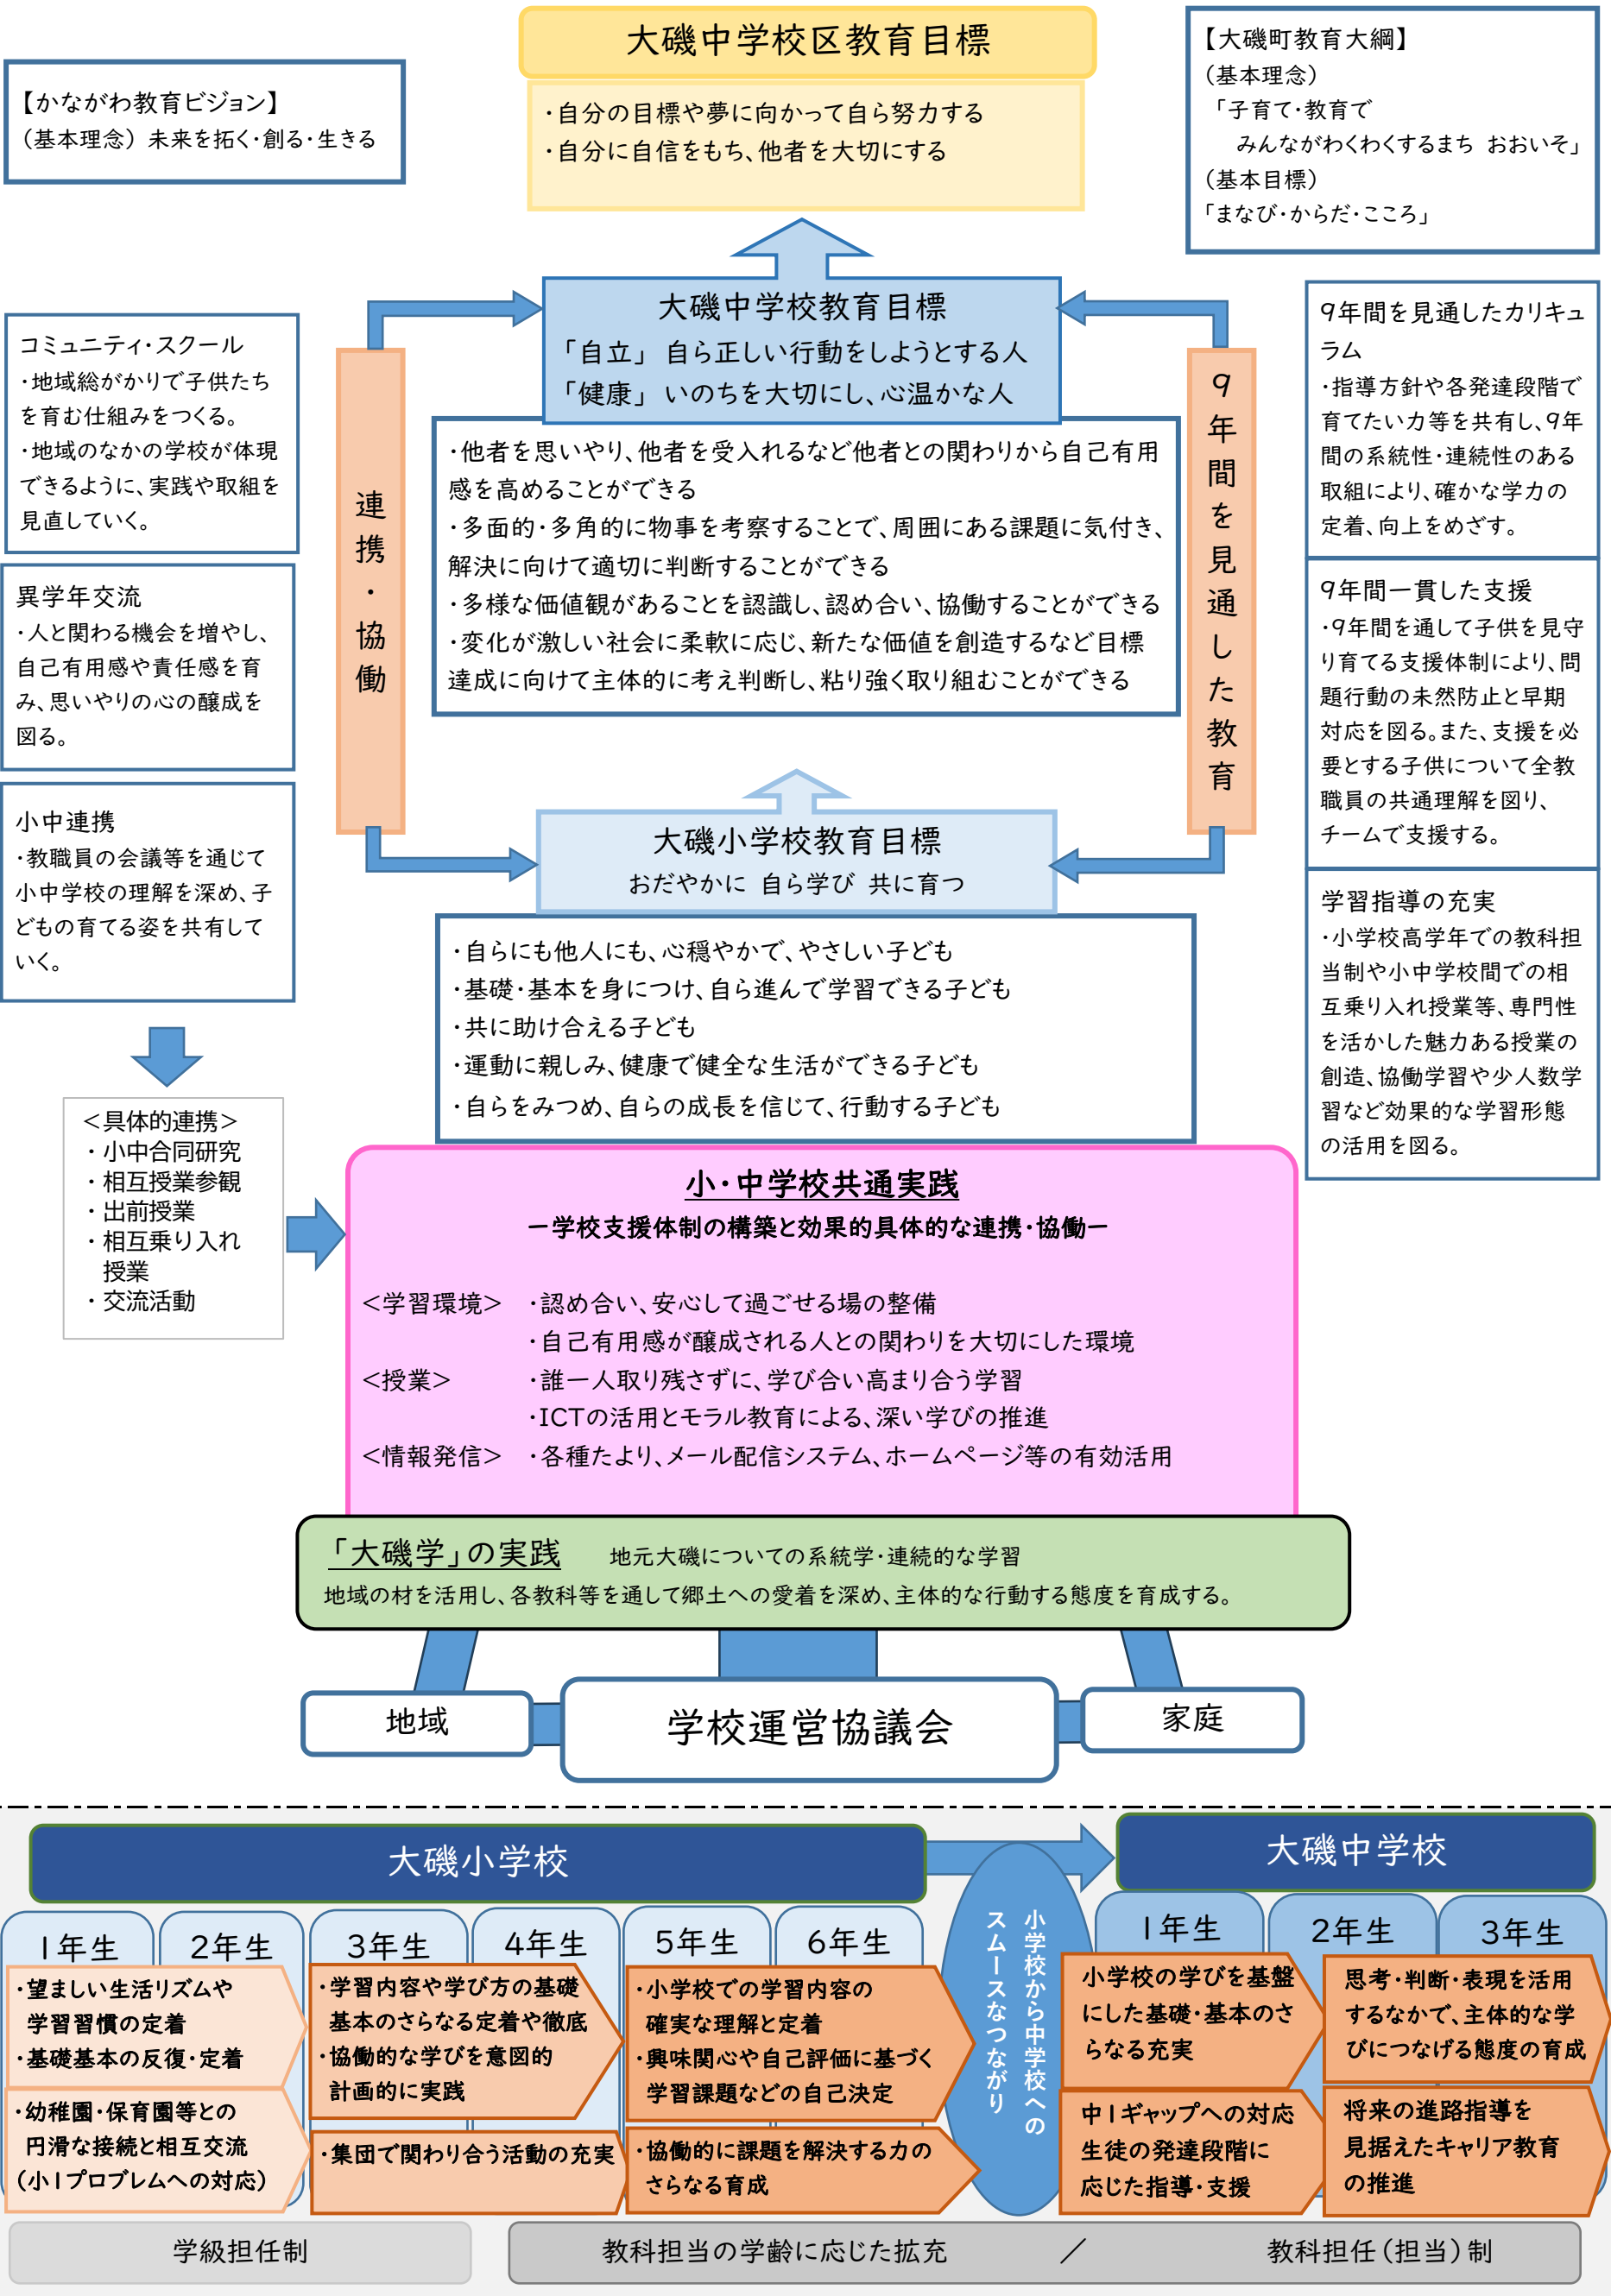 大磯中学校区教育目標
・自分の目標や夢に向かって自ら努力する
・自分に自信をもち、他者を大切にする
【かながわ教育ビジョン】
（基本理念）未来を拓く・創る・生きる
【大磯町教育大綱】
（基本理念）
「子育て・教育で
みんながわくわくするまち おおいそ」
（基本目標）
「まなび・からだ・こころ」
大磯中学校教育目標
「自立」 自ら正しい行動をしようとする人
「健康」 いのちを大切にし、心温かな人
・他者を思いやり、他者を受入れるなど他者との関わりから自己有用
感を高めることができる
・多面的・多角的に物事を考察することで、周囲にある課題に気付き、
解決に向けて適切に判断することができる
・多様な価値観があることを認識し、認め合い、協働することができる
・変化が激しい社会に柔軟に応じ、新たな価値を創造するなど目標
達成に向けて主体的に考え判断し、粘り強く取り組むことができる
連携・協働
9年間を見通した教育
コミュニティ・スクール
・地域総がかりで子供たち
を育む仕組みをつくる。
・地域のなかの学校が体現
できるように、実践や取組を
見直していく。
異学年交流
・人と関わる機会を増やし、
自己有用感や責任感を育
み、思いやりの心の醸成を
図る。
小中連携
・教職員の会議等を通じて
小中学校の理解を深め、子
どもの育てる姿を共有して
いく。
9年間を見通したカリキュ
ラム
・指導方針や各発達段階で
育てたい力等を共有し、9年
間の系統性・連続性のある
取組により、確かな学力の
定着、向上をめざす。
9年間一貫した支援
・9年間を通して子供を見守
り育てる支援体制により、問
題行動の未然防止と早期
対応を図る。また、支援を必
要とする子供について全教
職員の共通理解を図り、
チームで支援する。
学習指導の充実
・小学校高学年での教科担
当制や小中学校間での相
互乗り入れ授業等、専門性
を活かした魅力ある授業の
創造、協働学習や少人数学
習など効果的な学習形態
の活用を図る。
大磯小学校教育目標
おだやかに 自ら学び 共に育つ
・自らにも他人にも、心穏やかで、やさしい子ども
・基礎・基本を身につけ、自ら進んで学習できる子ども
・共に助け合える子ども
・運動に親しみ、健康で健全な生活ができる子ども
・自らをみつめ、自らの成長を信じて、行動する子ども
＜具体的連携＞
・小中合同研究
・相互授業参観
・出前授業
・相互乗り入れ
授業
・交流活動
小・中学校共通実践
ー学校支援体制の構築と効果的具体的な連携・協働ー
＜学習環境＞ ・認め合い、安心して過ごせる場の整備
・自己有用感が醸成される人との関わりを大切にした環境
＜授業＞ ・誰一人取り残さずに、学び合い高まり合う学習
・ICTの活用とモラル教育による、深い学びの推進
＜情報発信＞ ・各種たより、メール配信システム、ホームページ等の有効活用
「大磯学」の実践 地元大磯についての系統学・連続的な学習
地域の材を活用し、各教科等を通して郷土への愛着を深め、主体的な行動する態度を育成する。
地域
学校運営協議会
家庭
大磯小学校
大磯中学校
1年生
2年生
3年生
4年生
5年生
6年生
小学校から中学校への
スムースなつながり
1年生
2年生
3年生
・望ましい生活リズムや
学習習慣の定着
・基礎基本の反復・定着
・幼稚園・保育園等との
円滑な接続と相互交流
（小1プロブレムへの対応）
・学習内容や学び方の基礎
基本のさらなる定着や徹底
・協働的な学びを意図的
計画的に実践
・集団で関わり合う活動の充実
・小学校での学習内容の
確実な理解と定着
・興味関心や自己評価に基づく
学習課題などの自己決定
・協働的に課題を解決する力の
さらなる育成
小学校の学びを基盤
にした基礎・基本のさ
らなる充実
中1ギャップへの対応
生徒の発達段階に
応じた指導・支援
思考・判断・表現を活用
するなかで、主体的な学
びにつなげる態度の育成
将来の進路指導を
見据えたキャリア教育
の推進
学級担任制
教科担当の学齢に応じた拡充 ／ 教科担任（担当）制